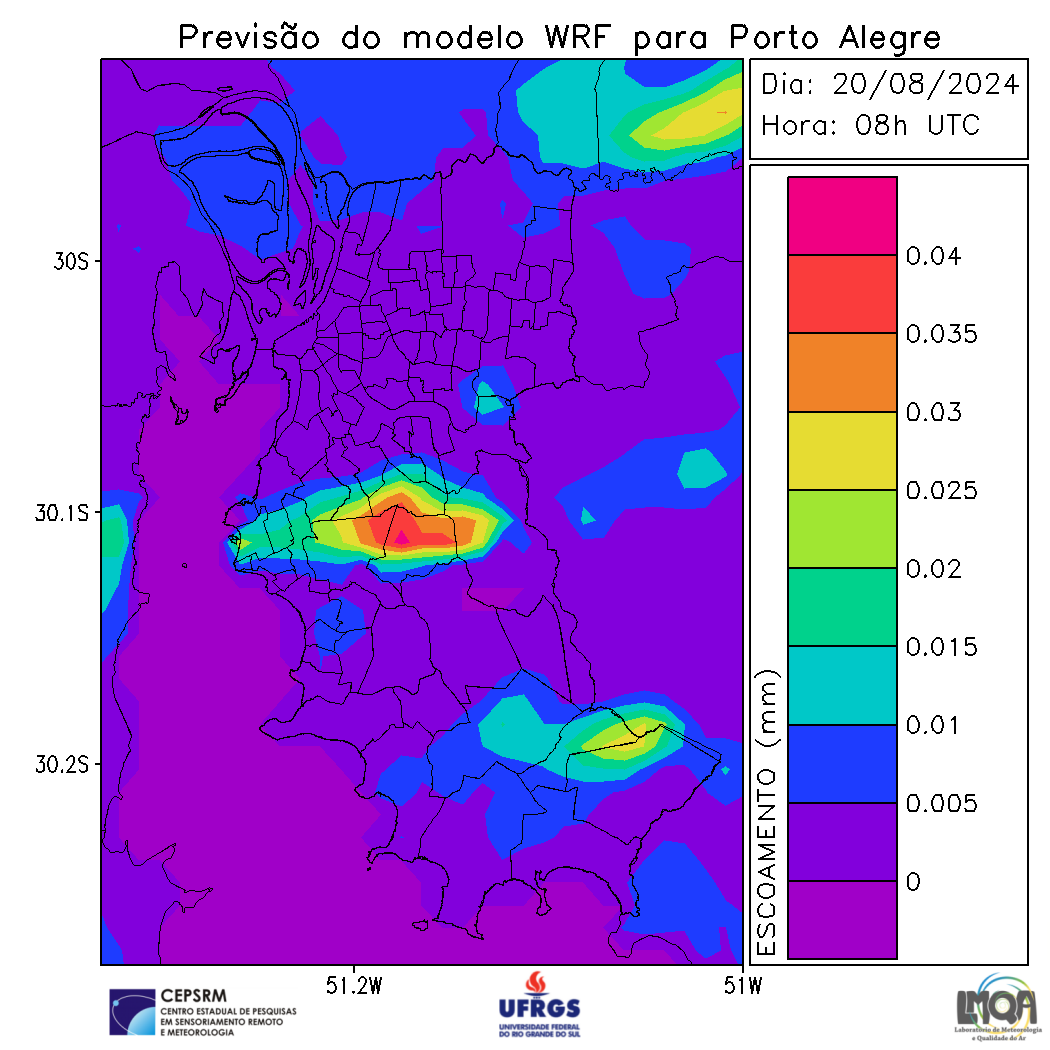 Previsão do modelo WRF para Porto Alegre
Dia: 20/08/2024
Hora: 08h UTC
30S
30.1S
30.2S
51.2W
51W
ESCOAMENTO (mm)
0.04
0.035
0.03
0.025
0.02
0.015
0.01
0.005
0
CEPSRM
CENTRO ESTADUAL DE PESQUISAS
EM SENSORIAMENTO REMOTO
E METEOROLOGIA
UFRGS
UNIVERSIDADE FEDERAL
DO RIO GRANDE DO SUL
LMQA
Laboratório de Meteorologia
e Qualidade do Ar